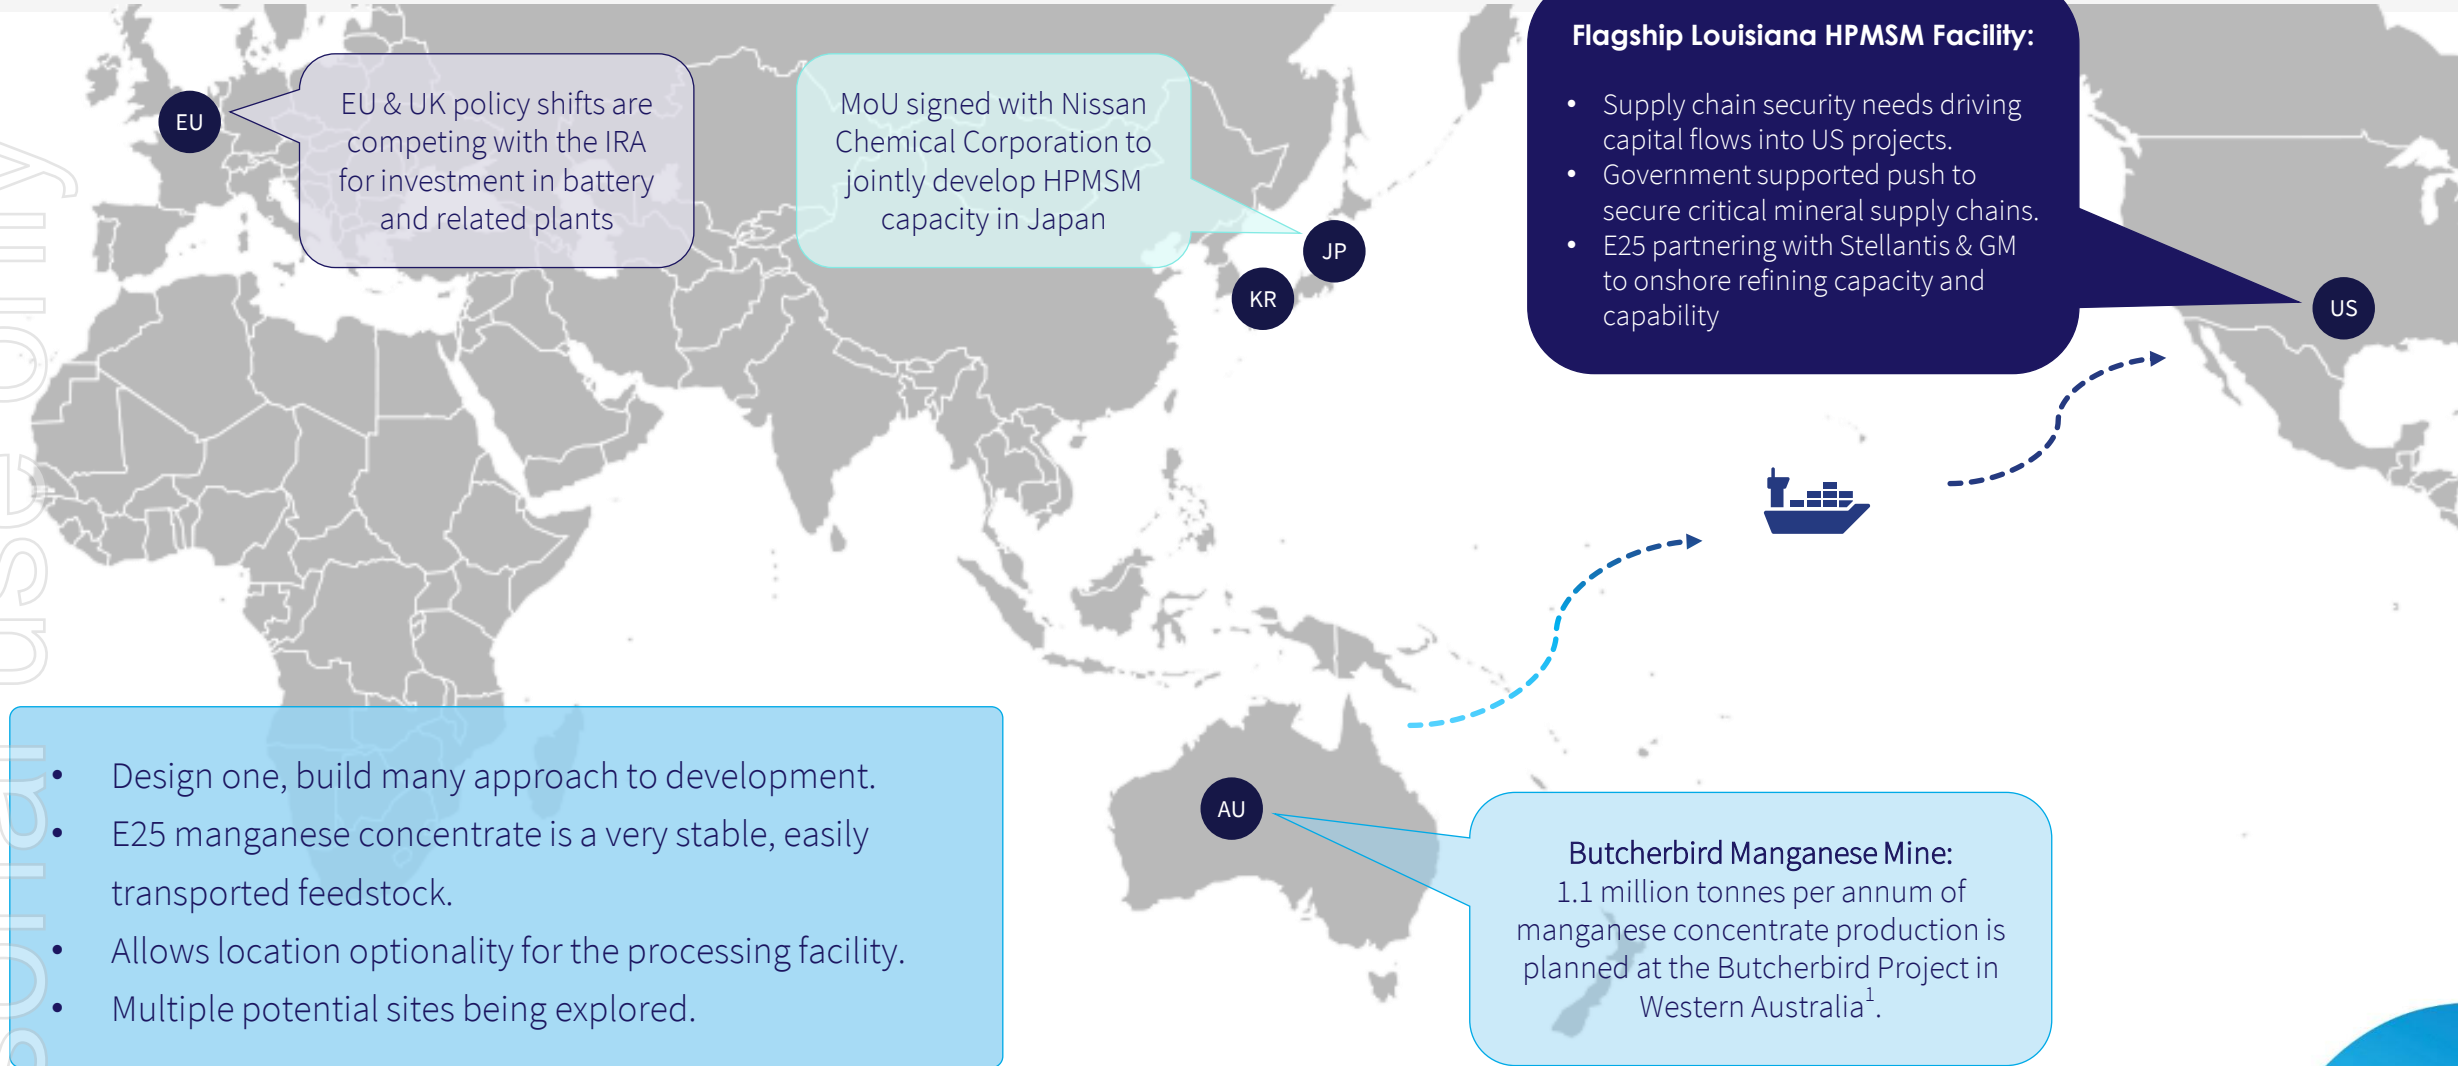 EU
EU & UK policy shifts are
competing with the IRA
for investment in battery
and related plants
MoU signed with Nissan
Chemical Corporation to
jointly develop HPMSM
capacity in Japan
JP
KR
Flagship Louisiana HPMSM Facility:
• Supply chain security needs driving
capital flows into US projects.
• Government supported push to
secure critical mineral supply chains.
• E25 partnering with Stellantis & GM
to onshore refining capacity and
capability
US
• Design one, build many approach to development.
• E25 manganese concentrate is a very stable, easily
transported feedstock.
• Allows location optionality for the processing facility.
• Multiple potential sites being explored.
AU
Butcherbird Manganese Mine:
1.1 million tonnes per annum of
manganese concentrate production is
planned at the Butcherbird Project in
Western Australia¹.
use only